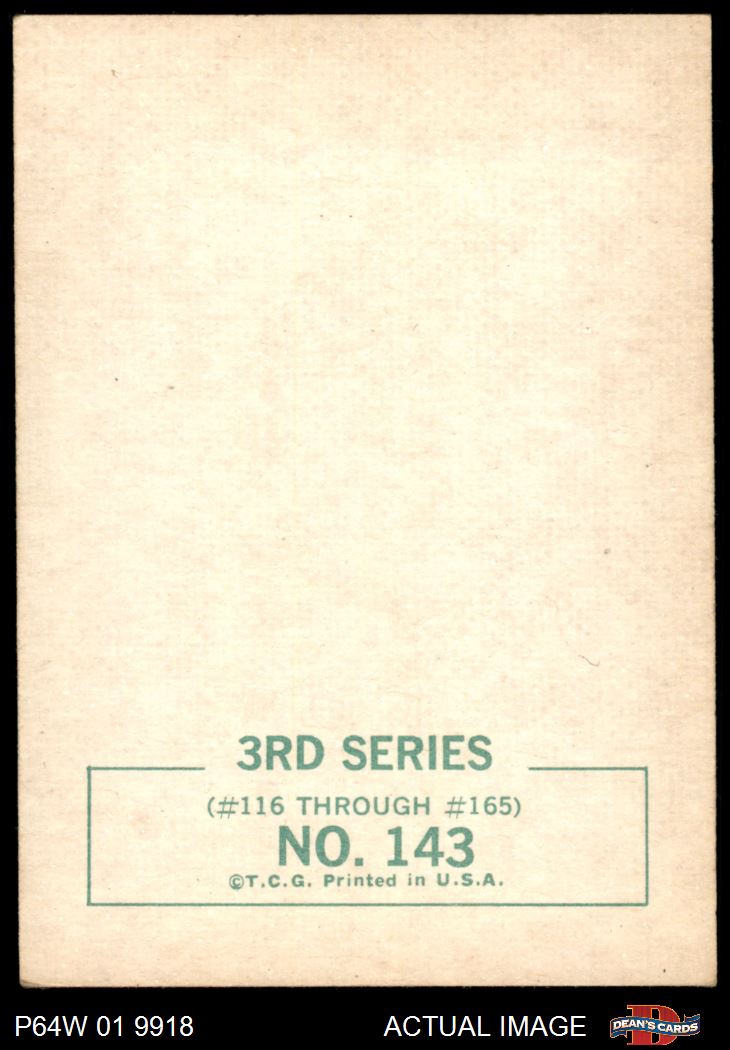 3RD SERIES
(#116 THROUGH #165)
NO. 143
©T.C.G. Printed in U.S.A.
P64W 01 9918
ACTUAL IMAGE
D
DEAN'S CARDS